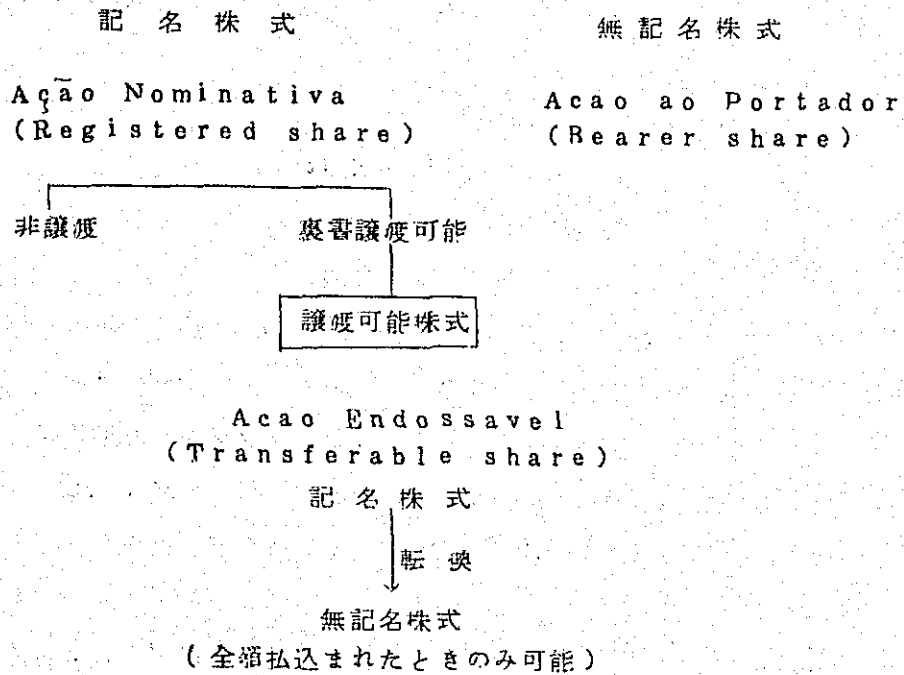 記名株式
無記名株式
Ação Nominativa
(Registered share)
Acao ao Portador
(Bearer share)
非譲渡
裏書譲渡可能
譲渡可能株式
Acao Endossavel
(Transferable share)
記名株式
転換
無記名株式
(全額払込まれたときのみ可能)